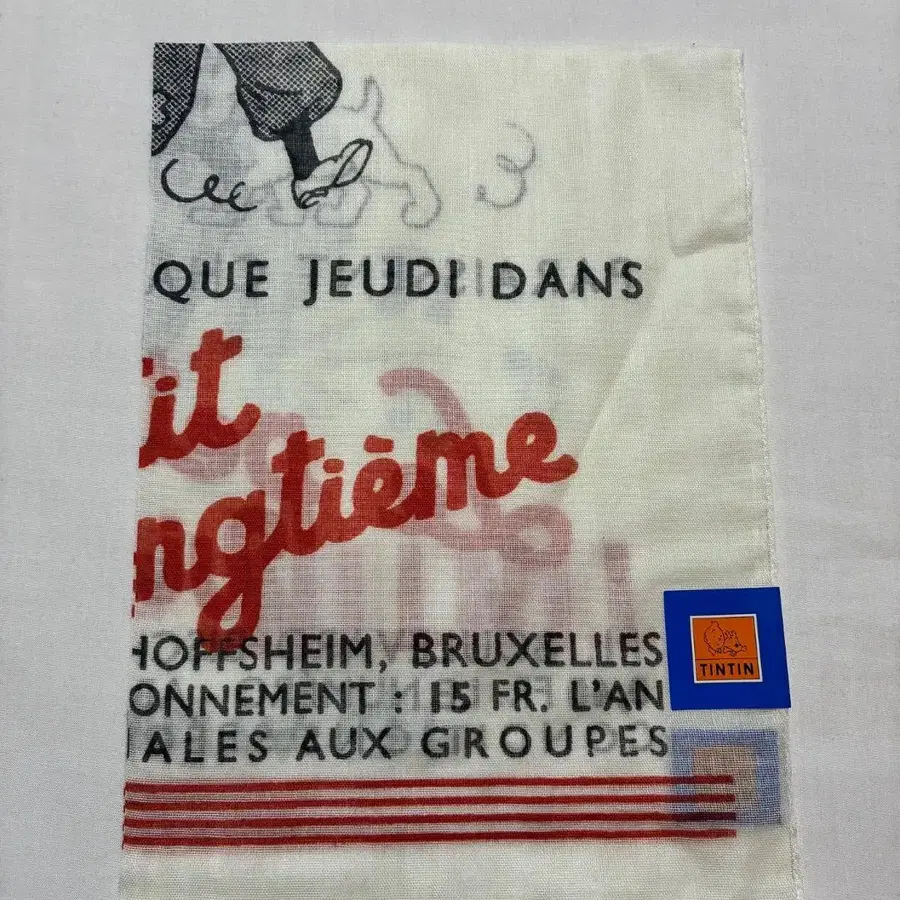 QUE JEUDI DANS
it
ngtième
HOFFSHEIM, BRUXELLES
ONNEMENT : 15 FR. L'AN
IALES AUX GROUPES
TINTIN